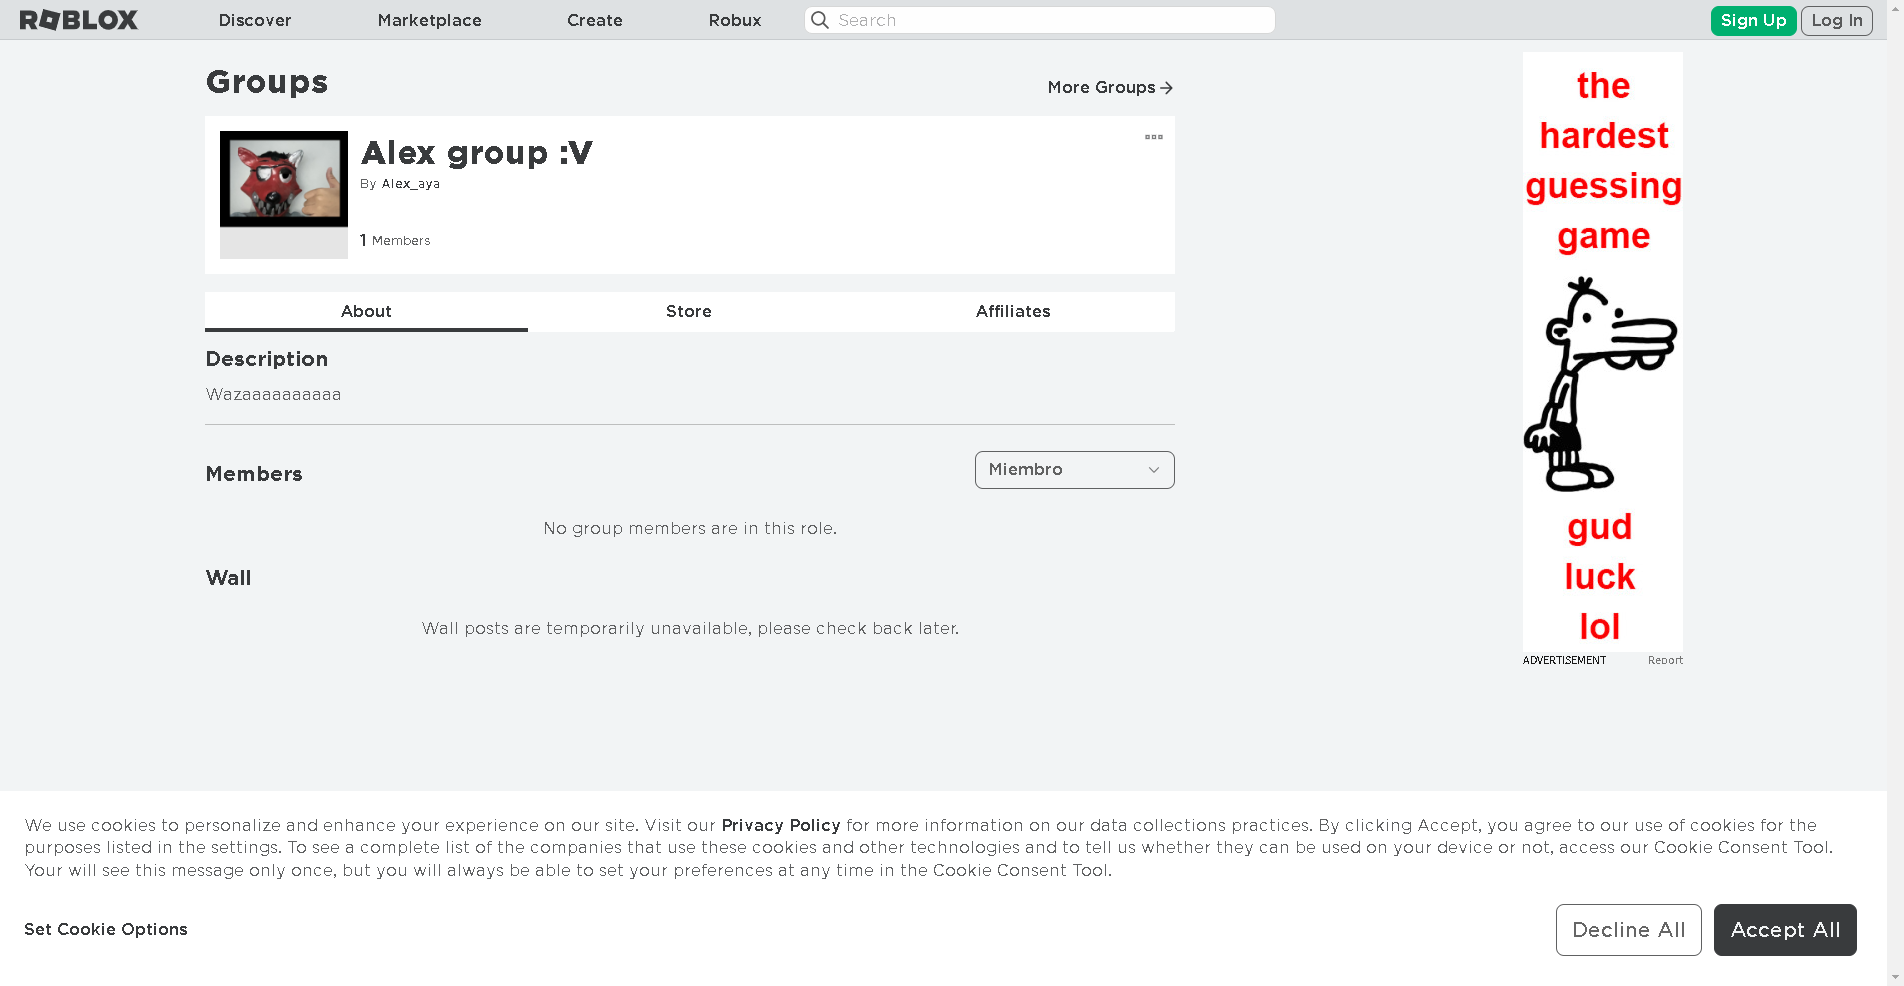 ROBLOX
Discover
Marketplace
Create
Robux
Search
Sign Up
Log In
Groups
More Groups
Alex group :V
By Alex_aya
1 Members
About
Store
Affiliates
Description
Wazaaaaaaaaaa
Members
Miembro
No group members are in this role.
Wall
Wall posts are temporarily unavailable, please check back later.
the
hardest
guessing
game
gud
luck
lol
ADVERTISEMENT
Report
We use cookies to personalize and enhance your experience on our site. Visit our Privacy Policy for more information on our data collections practices. By clicking Accept, you agree to our use of cookies for the
purposes listed in the settings. To see a complete list of the companies that use these cookies and other technologies and to tell us whether they can be used on your device or not, access our Cookie Consent Tool.
Your will see this message only once, but you will always be able to set your preferences at any time in the Cookie Consent Tool.
Set Cookie Options
Decline All
Accept All